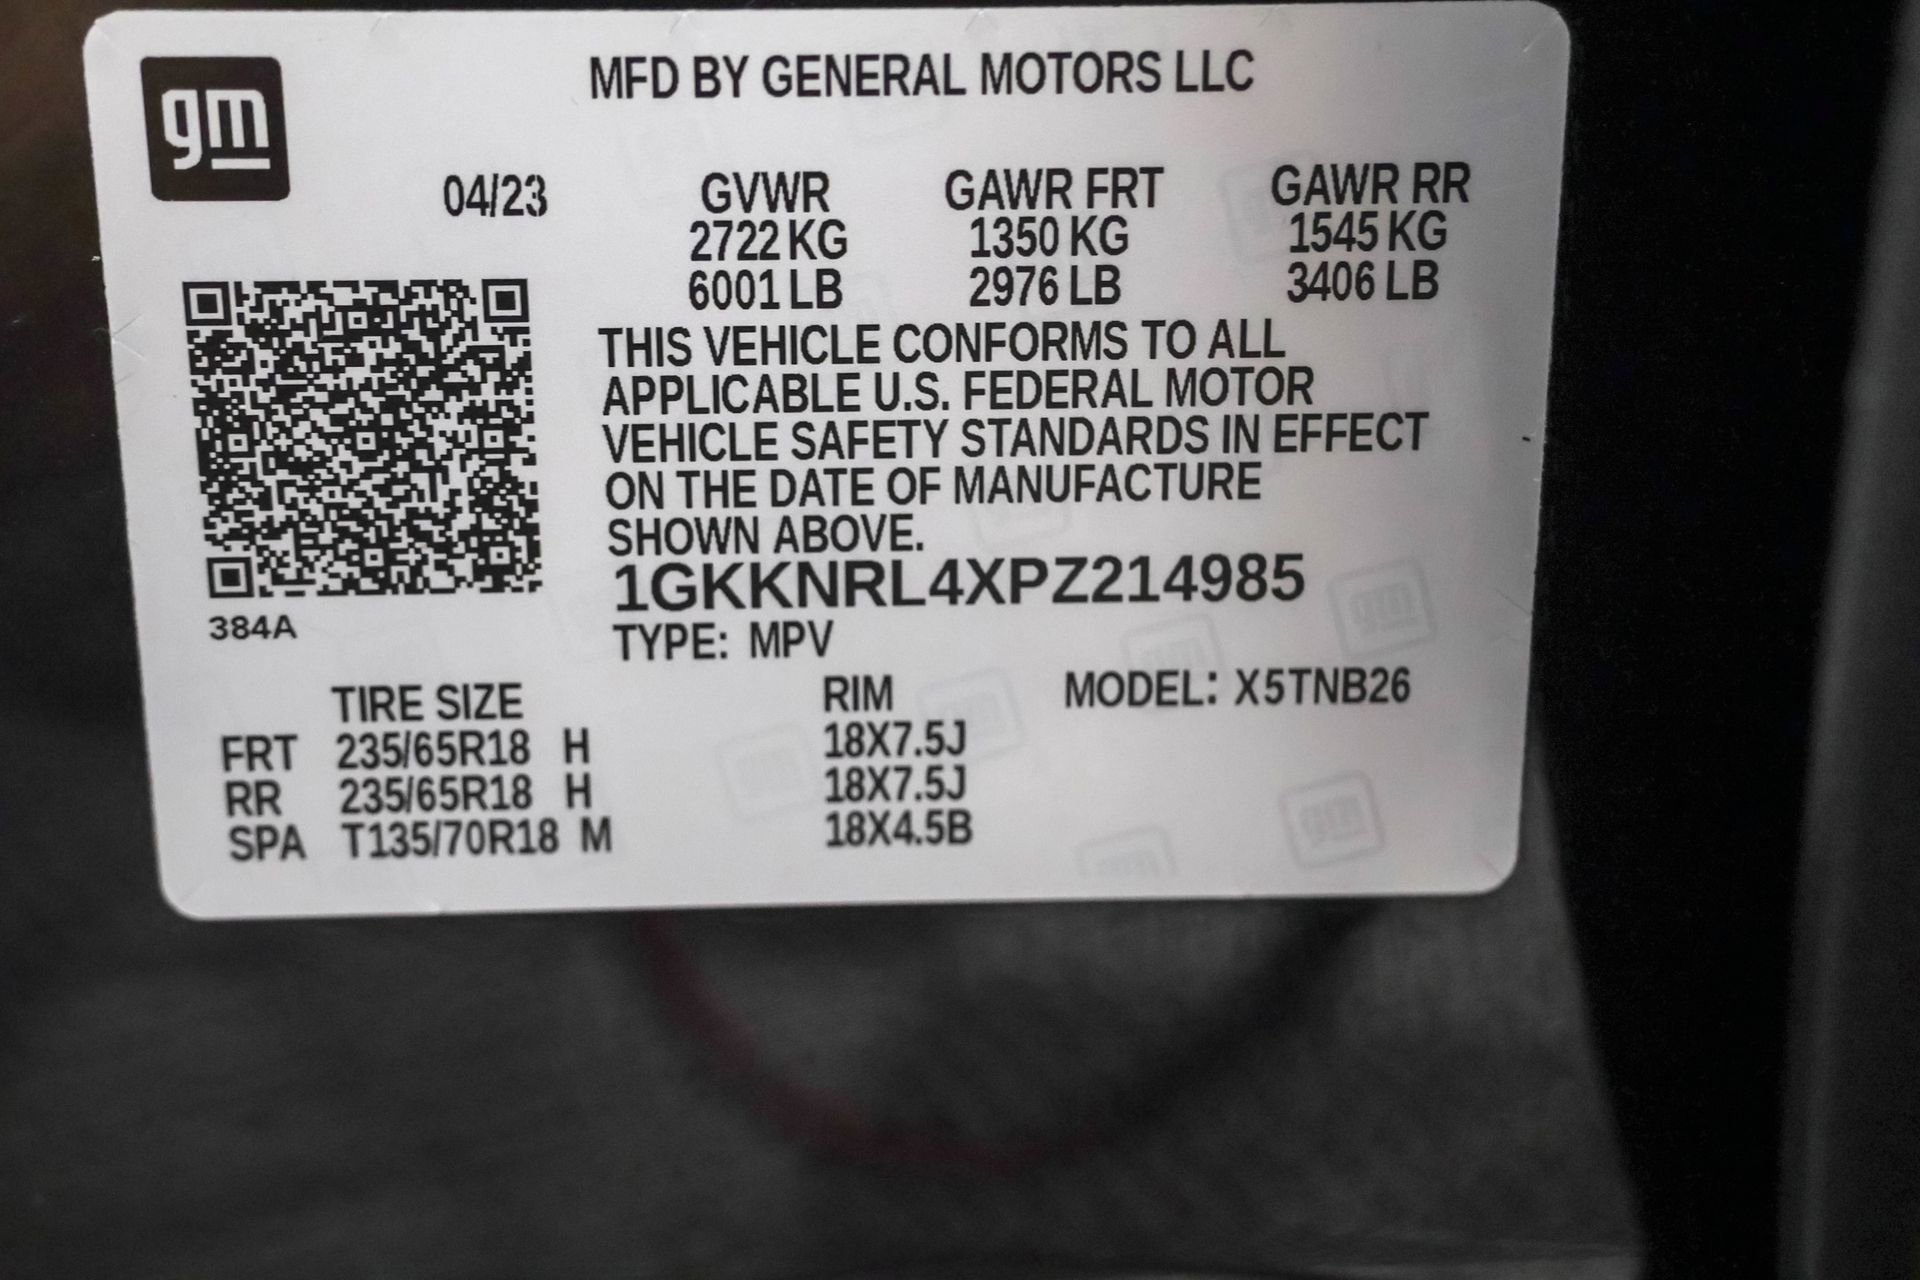 gm
MFD BY GENERAL MOTORS LLC
04/23 GVWR GAWR FRT GAWR RR
2722 KG 1350 KG 1545 KG
6001 LB 2976 LB 3406 LB
THIS VEHICLE CONFORMS TO ALL
APPLICABLE U.S. FEDERAL MOTOR
VEHICLE SAFETY STANDARDS IN EFFECT
ON THE DATE OF MANUFACTURE
SHOWN ABOVE.
1GKKNRL4XPZ214985
384A
TYPE: MPV
TIRE SIZE RIM MODEL: X5TNB26
FRT 235/65R18 H 18X7.5J
RR 235/65R18 H 18X7.5J
SPA T135/70R18 M 18X4.5B